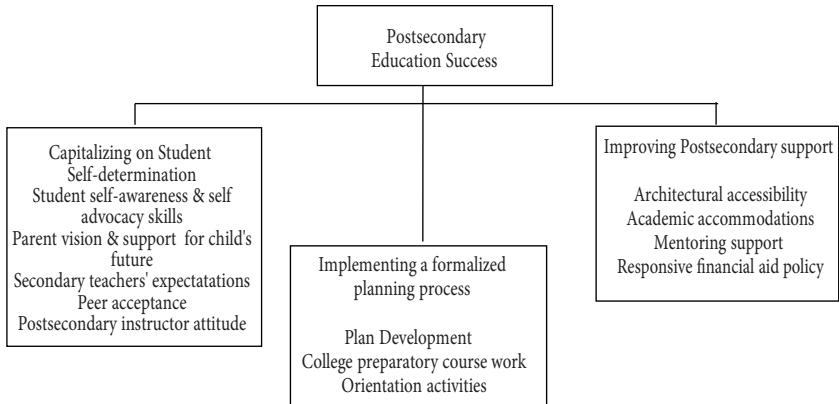 Postsecondary
Education Success
Capitalizing on Student
Self-determination
Student self-awareness & self
advocacy skills
Parent vision & support for child's
future
Secondary teachers' expectatations
Peer acceptance
Postsecondary instructor attitude
Implementing a formalized
planning process
Plan Development
College preparatory course work
Orientation activities
Improving Postsecondary support
Architectural accessibility
Academic accommodations
Mentoring support
Responsive financial aid policy